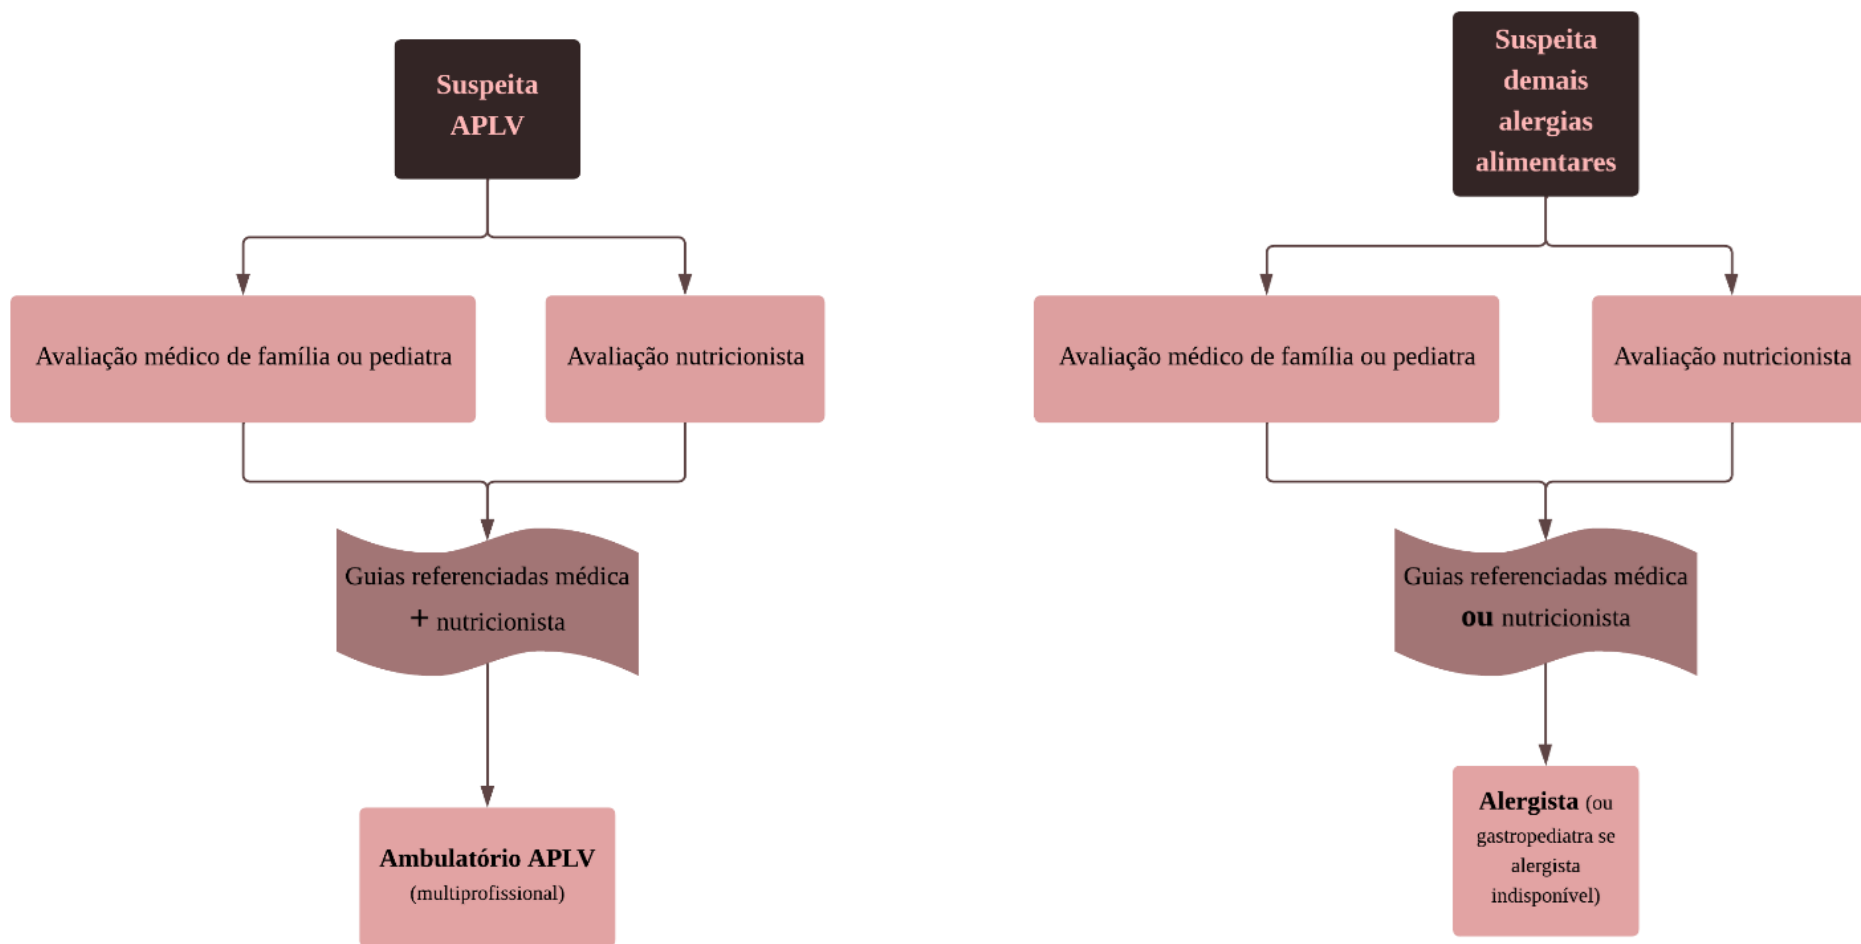 Suspeita
APLV
Avaliação médico de família ou pediatra
Avaliação nutricionista
Guias referenciadas médica
+ nutricionista
Ambulatório APLV
(multiprofissional)
Suspeita
demais
alergias
alimentares
Avaliação médico de família ou pediatra
Avaliação nutricionista
Guias referenciadas médica
ou nutricionista
Alergista (ou
gastropediatra se
alergista
indisponível)